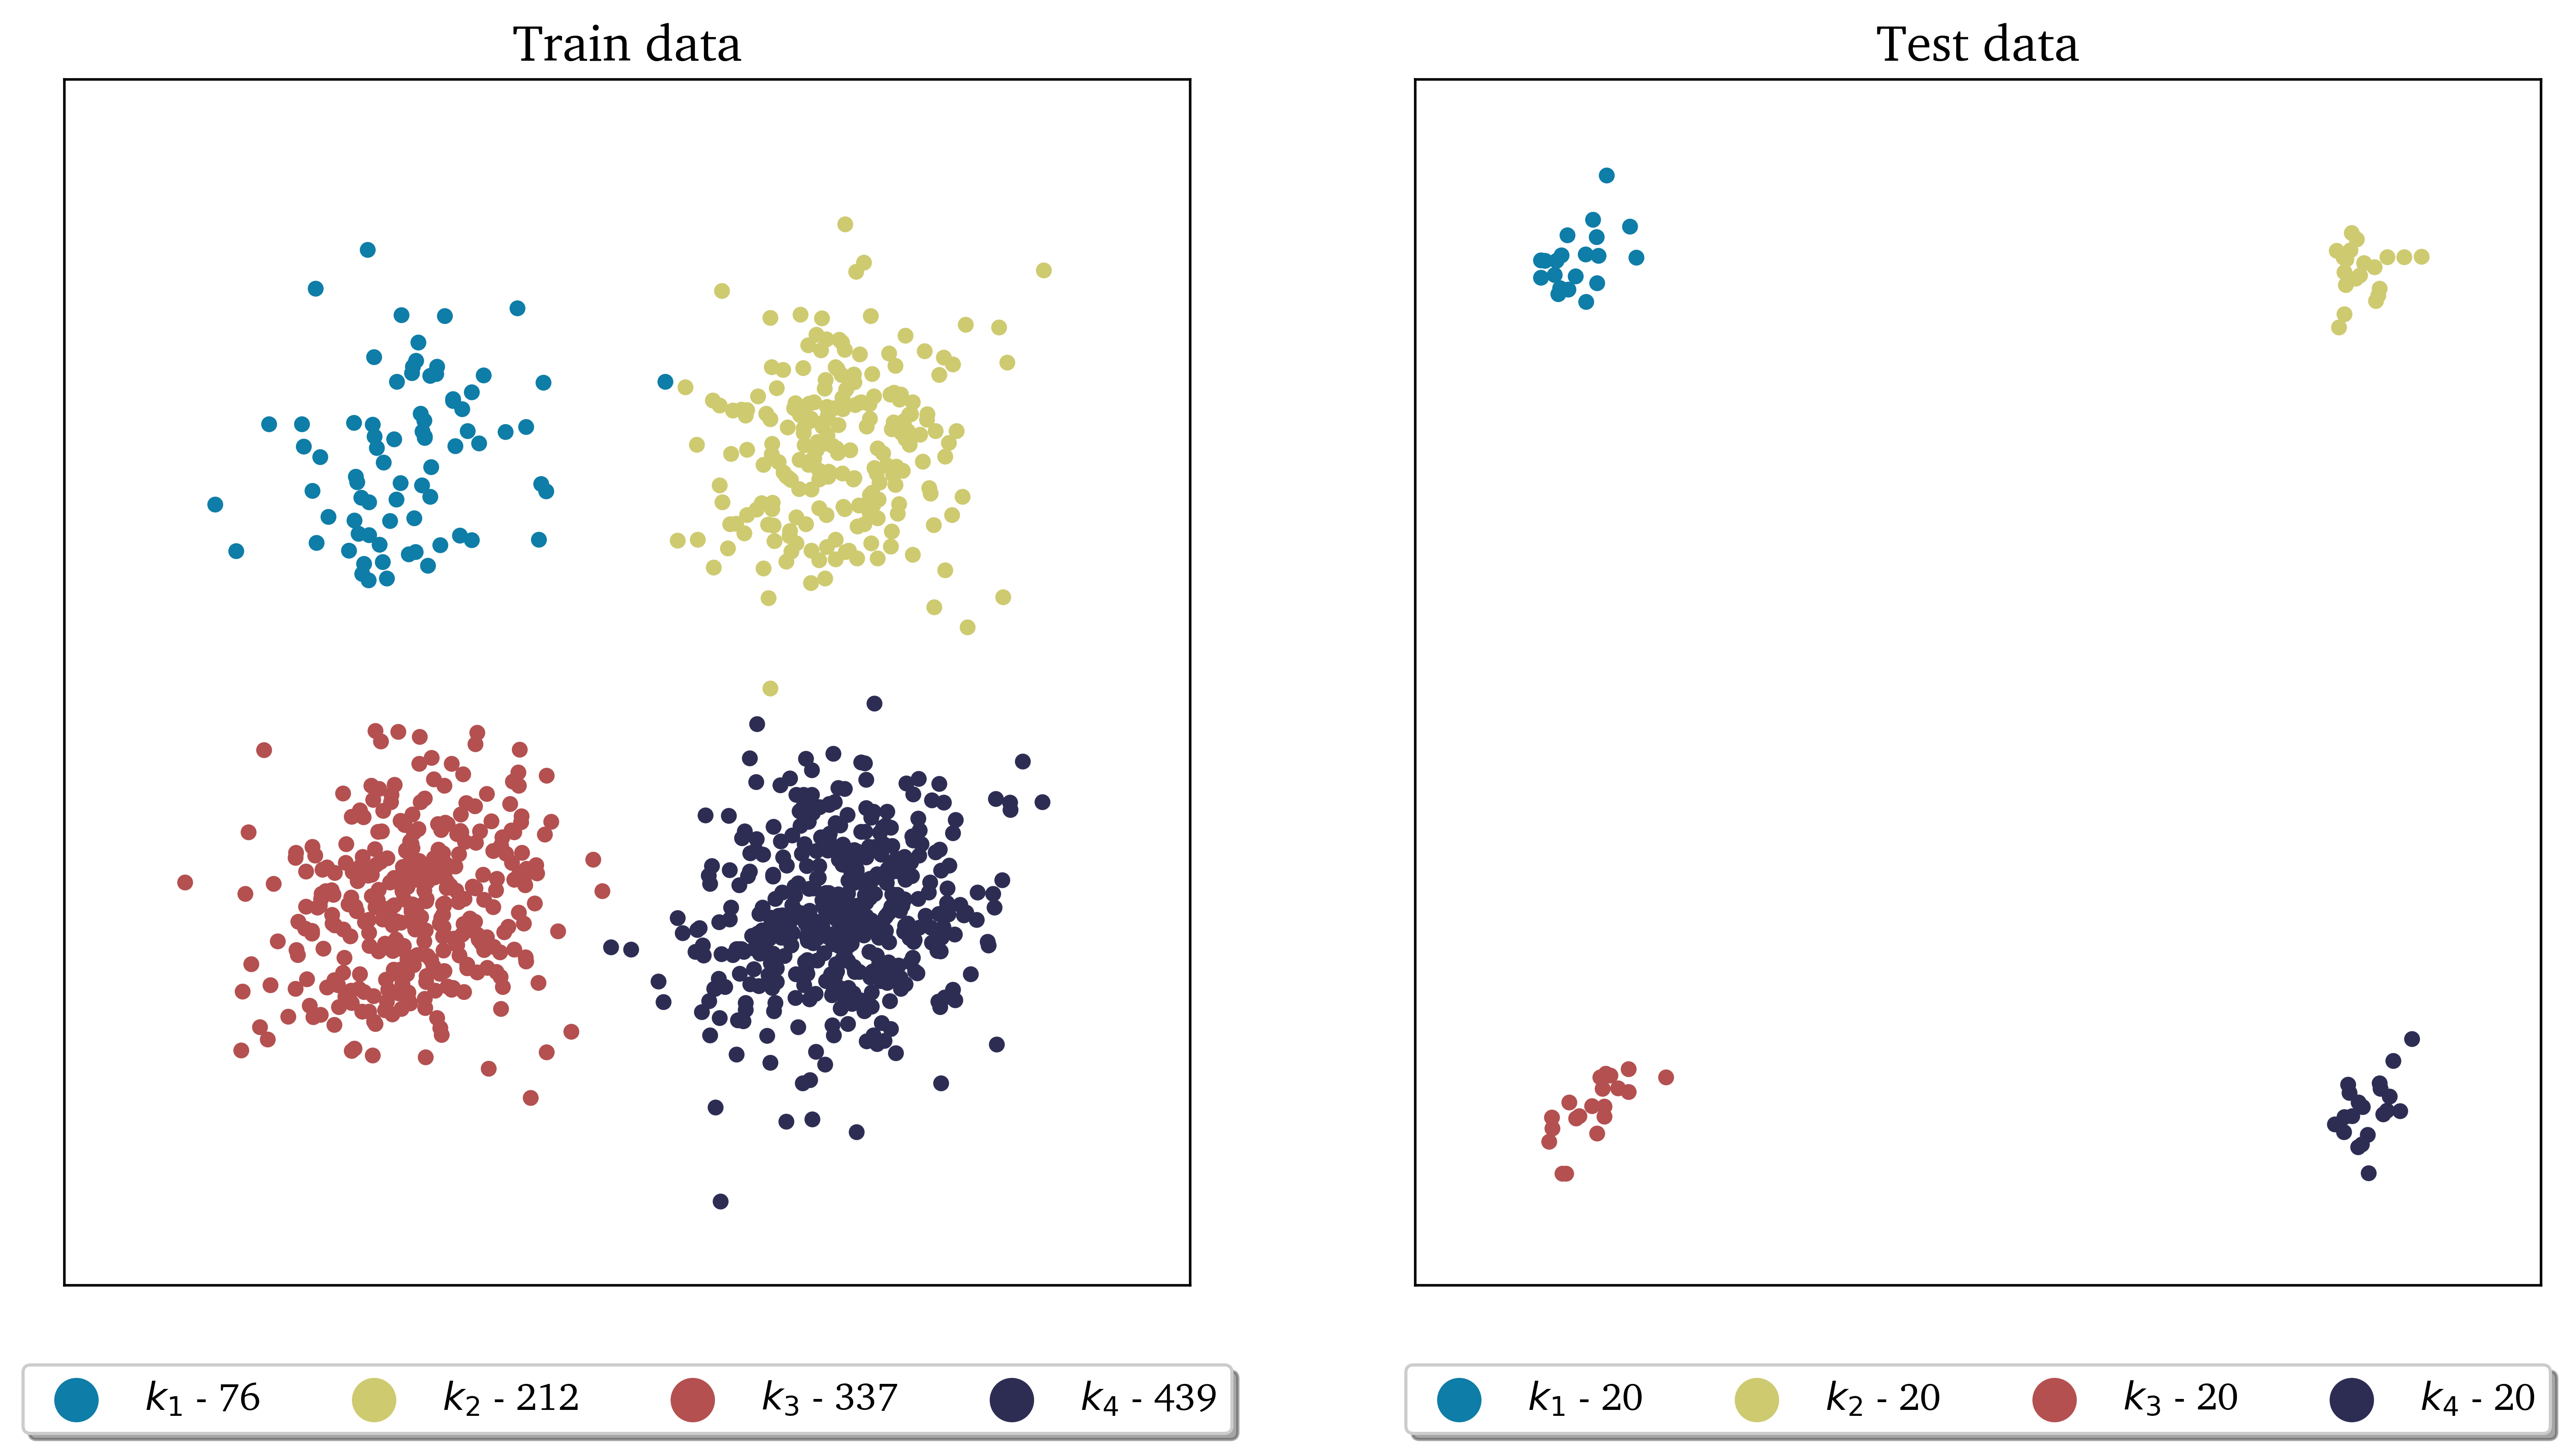 Train data
Test data
k₁ - 76 k₂ - 212 k₃ - 337 k₄ - 439
k₁ - 20 k₂ - 20 k₃ - 20 k₄ - 20